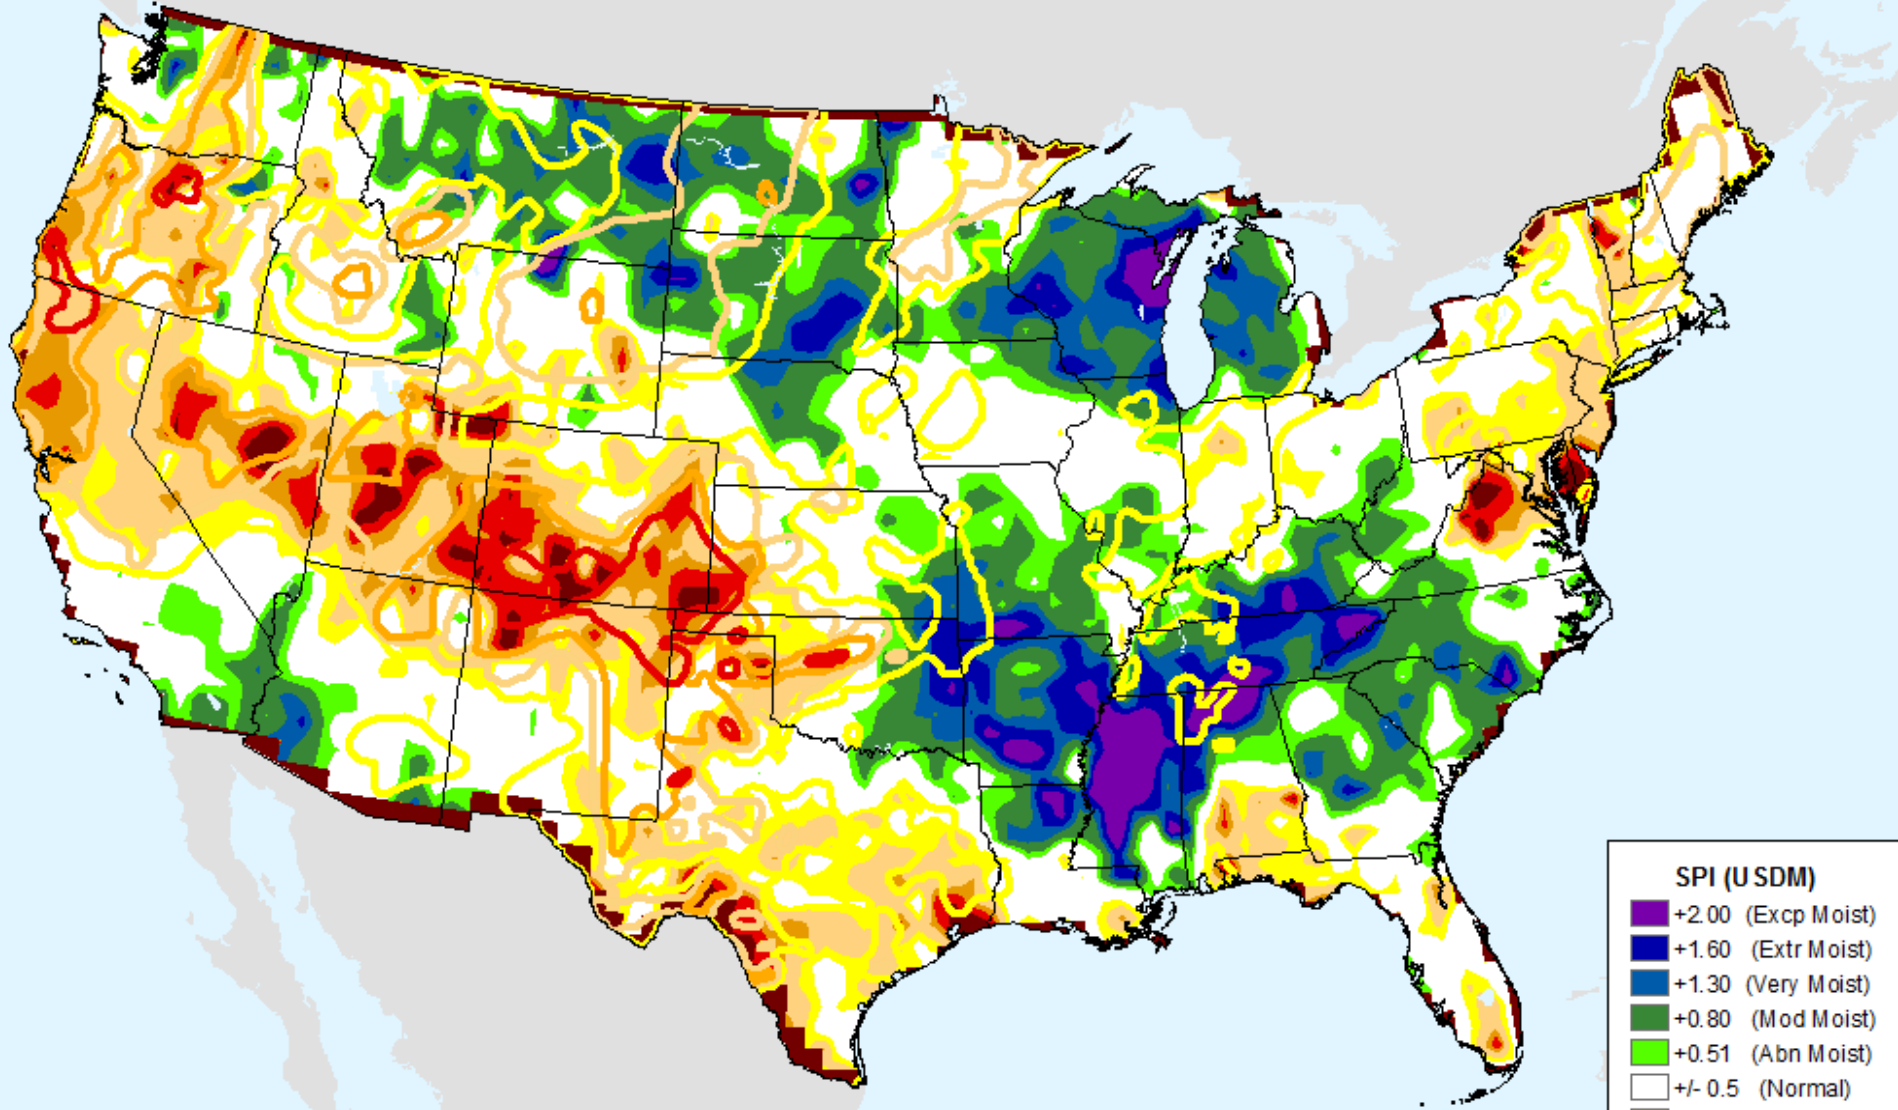 SPI (USDM)
+2.00 (Excp Moist)
+1.60 (Extr Moist)
+1.30 (Very Moist)
+0.80 (Mod Moist)
+0.51 (Abn Moist)
+/- 0.5 (Normal)